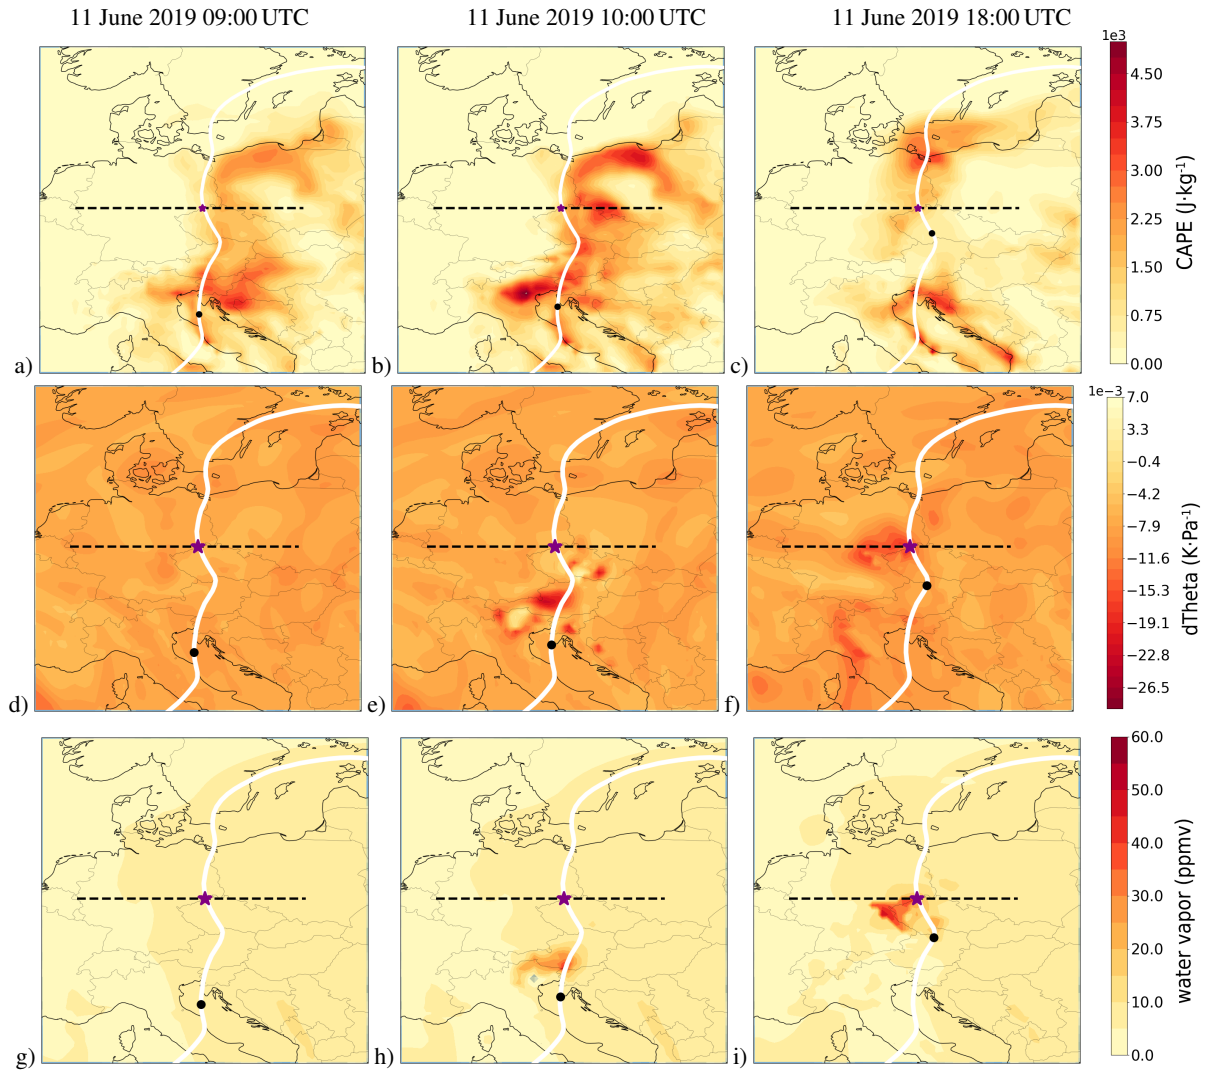 11 June 2019 09:00 UTC
11 June 2019 10:00 UTC
11 June 2019 18:00 UTC
1e3
4.50
3.75
3.00
2.25
1.50
0.75
0.00
CAPE (J·kg⁻¹)
a)
b)
c)
1e−3
7.0
3.3
−0.4
−4.2
−7.9
−11.6
−15.3
−19.1
−22.8
−26.5
dTheta (K·Pa⁻¹)
d)
e)
f)
60.0
50.0
40.0
30.0
20.0
10.0
0.0
water vapor (ppmv)
g)
h)
i)